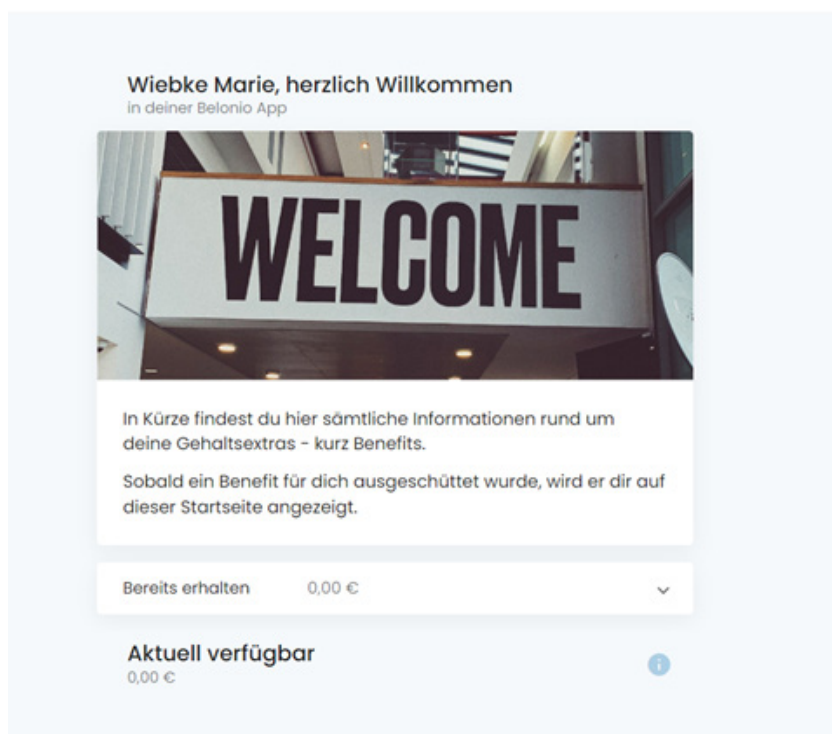 Wiebke Marie, herzlich Willkommen
in deiner Belonio App
WELCOME
In Kürze findest du hier sämtliche Informationen rund um
deine Gehaltsextras - kurz Benefits.
Sobald ein Benefit für dich ausgeschüttet wurde, wird er dir auf
dieser Startseite angezeigt.
Bereits erhalten 0,00 €
Aktuell verfügbar
0,00 €